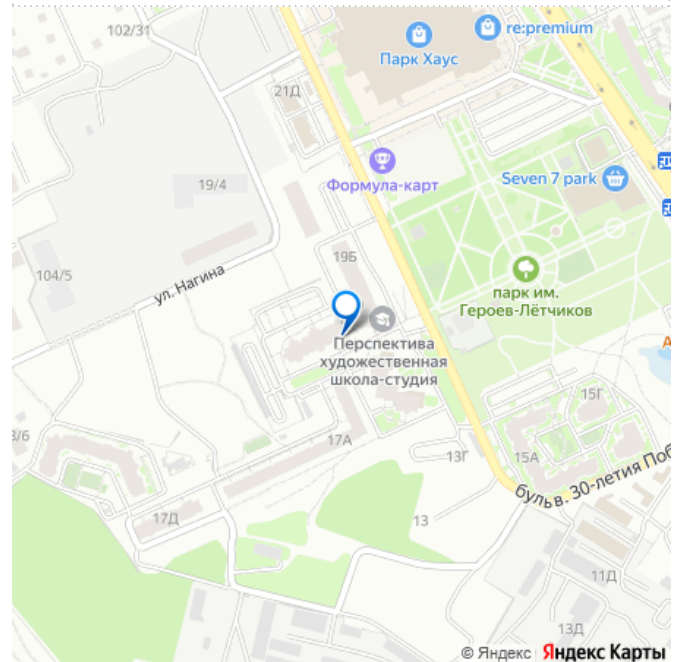 102/31
re:premium
Парк Хаус
21Д
Формула-карт
19/4
Seven 7 park
19Б
104/5
ул. Нагина
парк им.
Героев-Лётчиков
Перспектива
художественная
школа-студия
15Г
17А
13Г
15А
бульв. 30-летия Поб
17Д
13
11Д
13Д
© Яндекс Яндекс Карты